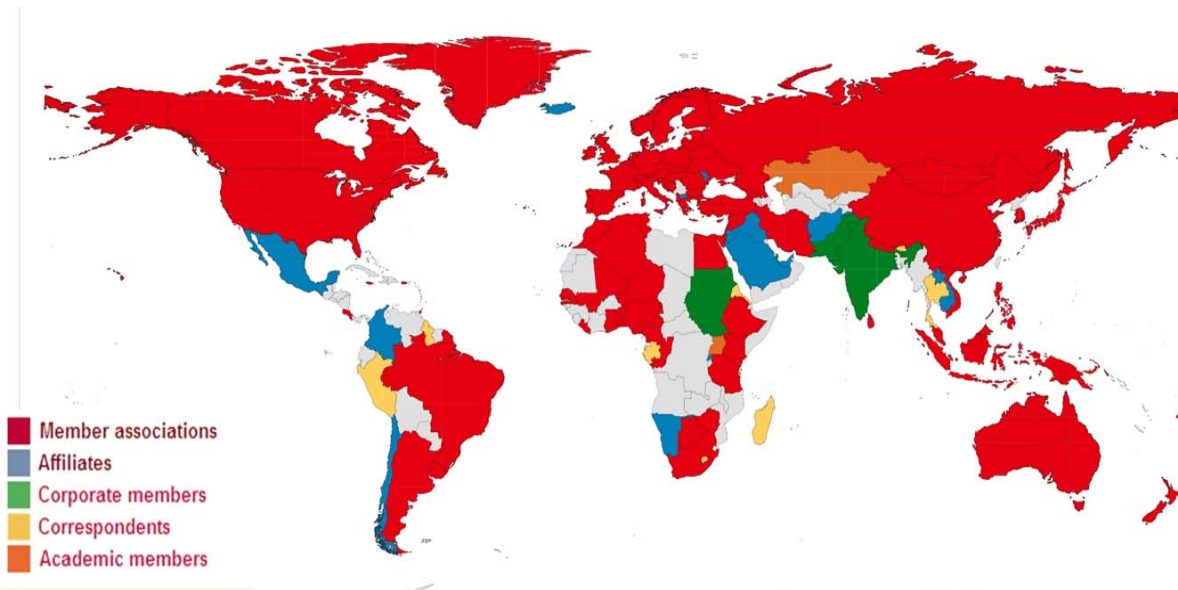 Member associations
Affiliates
Corporate members
Correspondents
Academic members